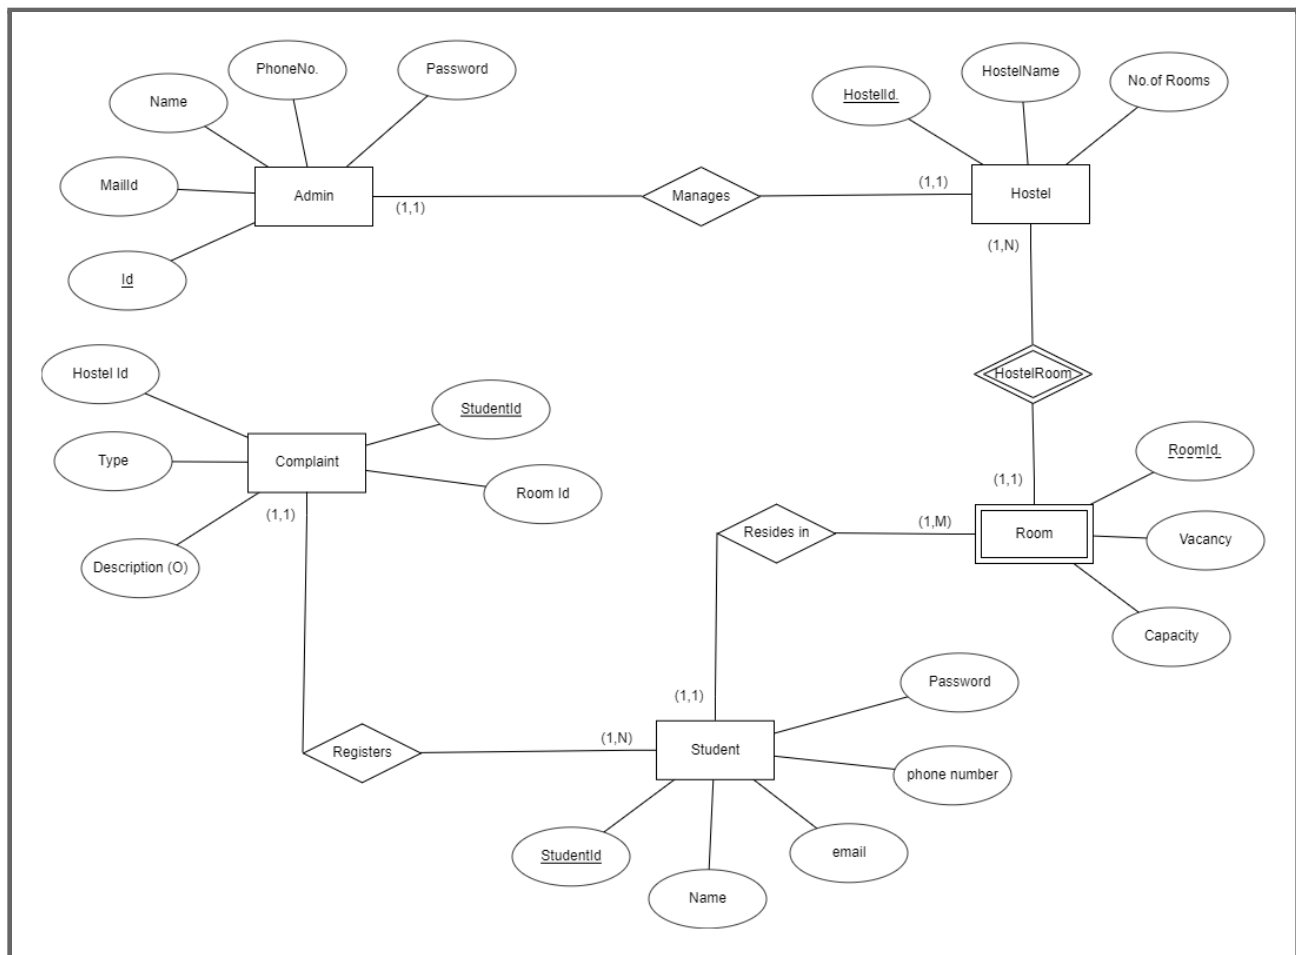 PhoneNo.
Password
Name
HostelName
No.of Rooms
HostelId.
MailId
Admin
Manages
Hostel
(1,1)
(1,1)
(1,N)
Id
Hostel Id
HostelRoom
StudentId
Type
Complaint
Room Id
RoomId.
(1,1)
(1,1)
(1,M)
Resides in
Room
Vacancy
Description (O)
Capacity
Password
(1,1)
(1,N)
Registers
Student
phone number
StudentId
email
Name